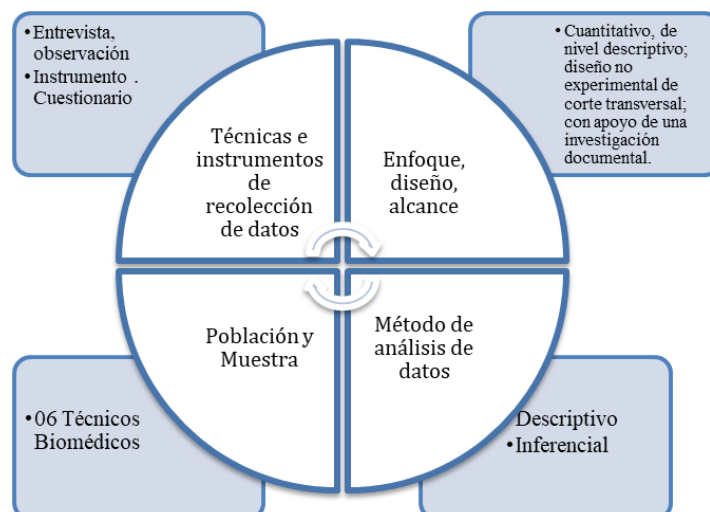 •Entrevista,
observación
•Instrumento .
Cuestionario
•Cuantitativo, de
nivel descriptivo;
diseño no
experimental de
corte transversal;
con apoyo de una
investigación
documental.
Técnicas e
instrumentos
de
recolección
de datos
Enfoque,
diseño,
alcance
Población y
Muestra
Método de
análisis de
datos
•06 Técnicos
Biomédicos
Descriptivo
•Inferencial